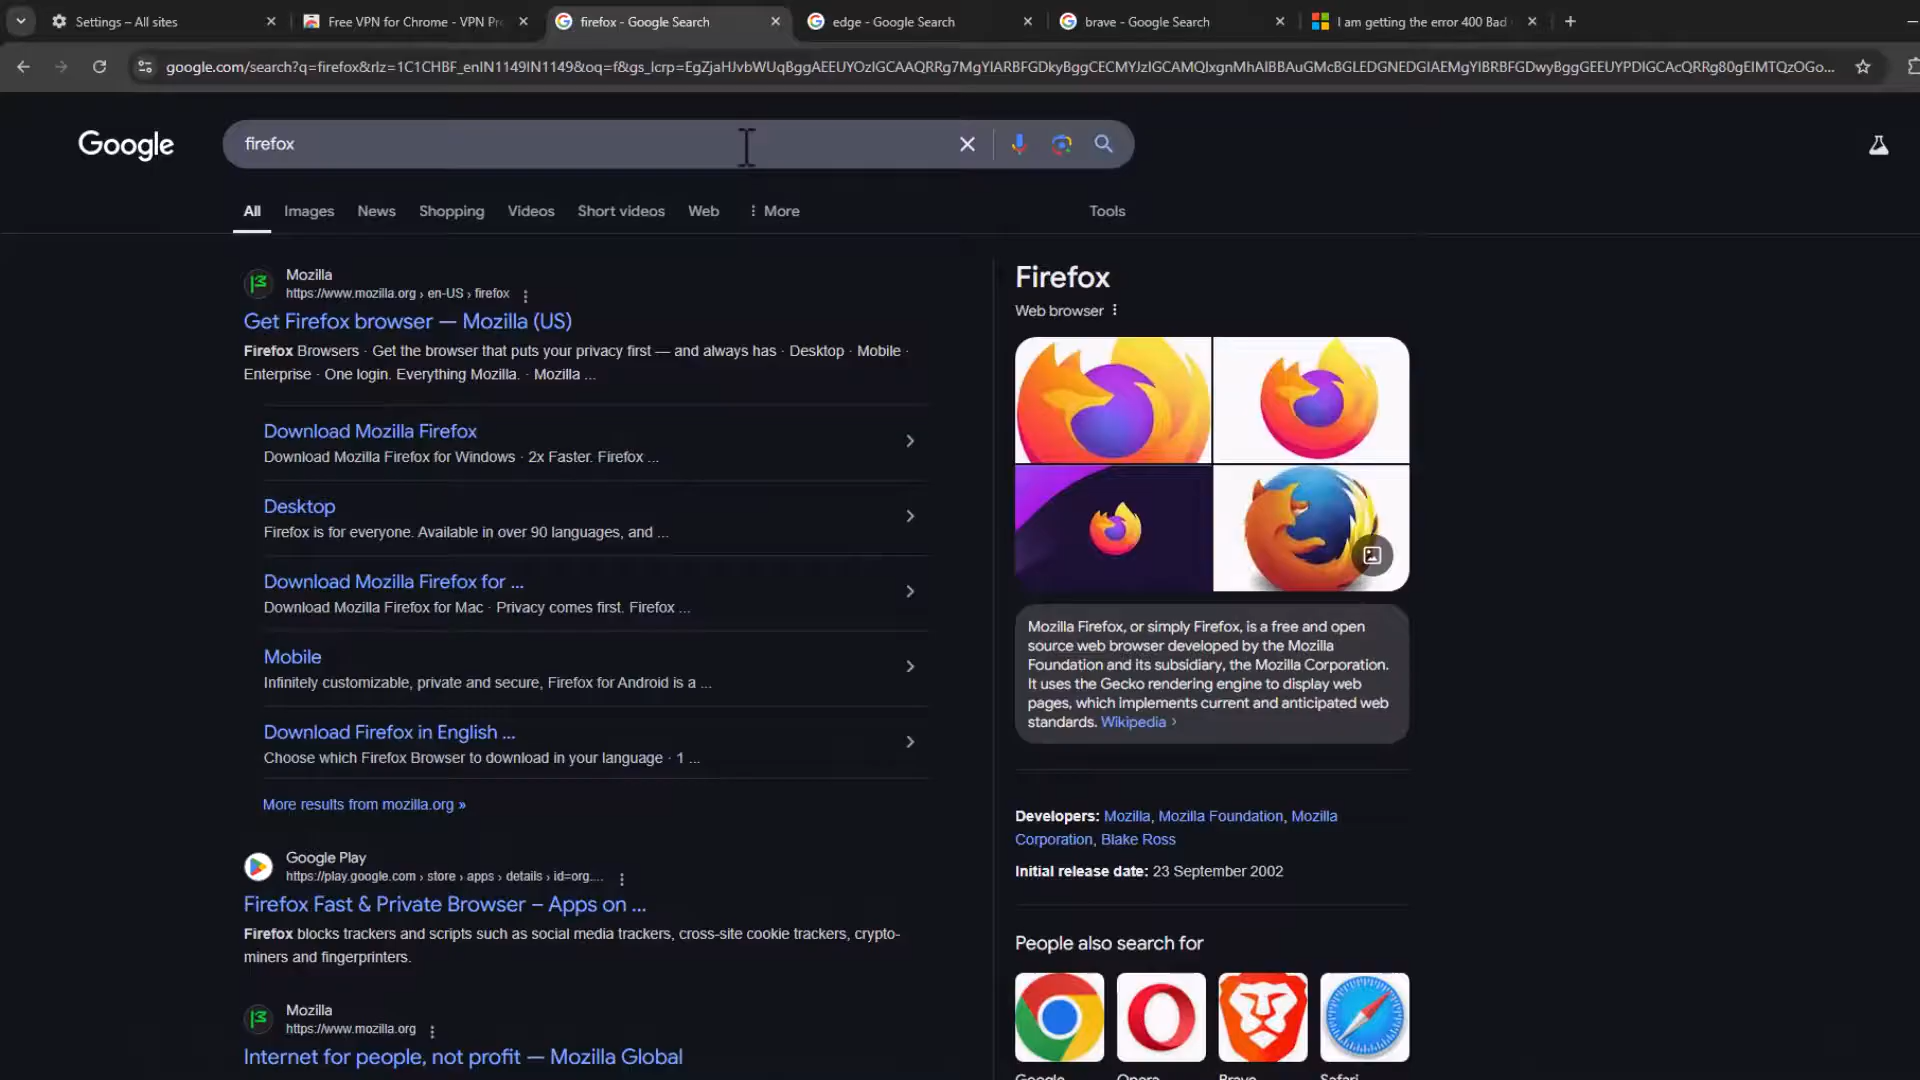 Settings – All sites
Free VPN for Chrome - VPN Pr
firefox - Google Search
edge - Google Search
brave - Google Search
I am getting the error 400 Bad
google.com/search?q=firefox&rlz=1C1CHBF_enIN1149IN1149&oq=f&gs_lcrp=EgZjaHJvbWUqBggAEEUYOzIGCAAQRRg7MgYIARBFGDkyBggCECMYJzIGCAMQIxgnMhAIBBAuGMcBGLEDGNEDGIAEMgYIBRBFGDwyBggGEEUYPDIGCAcQRRg80gEIMTQzOGo...
Google
firefox
All
Images
News
Shopping
Videos
Short videos
Web
More
Tools
Mozilla
https://www.mozilla.org › en-US › firefox
Get Firefox browser — Mozilla (US)
Firefox Browsers · Get the browser that puts your privacy first — and always has · Desktop · Mobile ·
Enterprise · One login. Everything Mozilla. · Mozilla ...
Download Mozilla Firefox
Download Mozilla Firefox for Windows · 2x Faster. Firefox ...
Desktop
Firefox is for everyone. Available in over 90 languages, and ...
Download Mozilla Firefox for ...
Download Mozilla Firefox for Mac · Privacy comes first. Firefox ...
Mobile
Infinitely customizable, private and secure, Firefox for Android is a ...
Download Firefox in English ...
Choose which Firefox Browser to download in your language · 1 ...
More results from mozilla.org »
Google Play
https://play.google.com › store › apps › details › id=org....
Firefox Fast & Private Browser – Apps on ...
Firefox blocks trackers and scripts such as social media trackers, cross-site cookie trackers, crypto-
miners and fingerprinters.
Mozilla
https://www.mozilla.org
Internet for people, not profit — Mozilla Global
Firefox
Web browser
Mozilla Firefox, or simply Firefox, is a free and open
source web browser developed by the Mozilla
Foundation and its subsidiary, the Mozilla Corporation.
It uses the Gecko rendering engine to display web
pages, which implements current and anticipated web
standards. Wikipedia ›
Developers: Mozilla, Mozilla Foundation, Mozilla
Corporation, Blake Ross
Initial release date: 23 September 2002
People also search for
Google
Opera
Brave
Safari